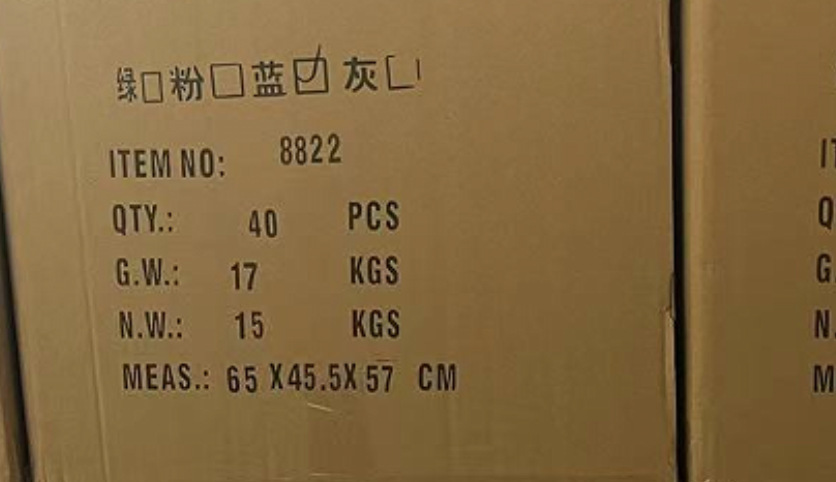 绿□粉□蓝☑灰□
ITEM NO: 8822
QTY.: 40 PCS
G.W.: 17 KGS
N.W.: 15 KGS
MEAS.: 65 X45.5X 57 CM